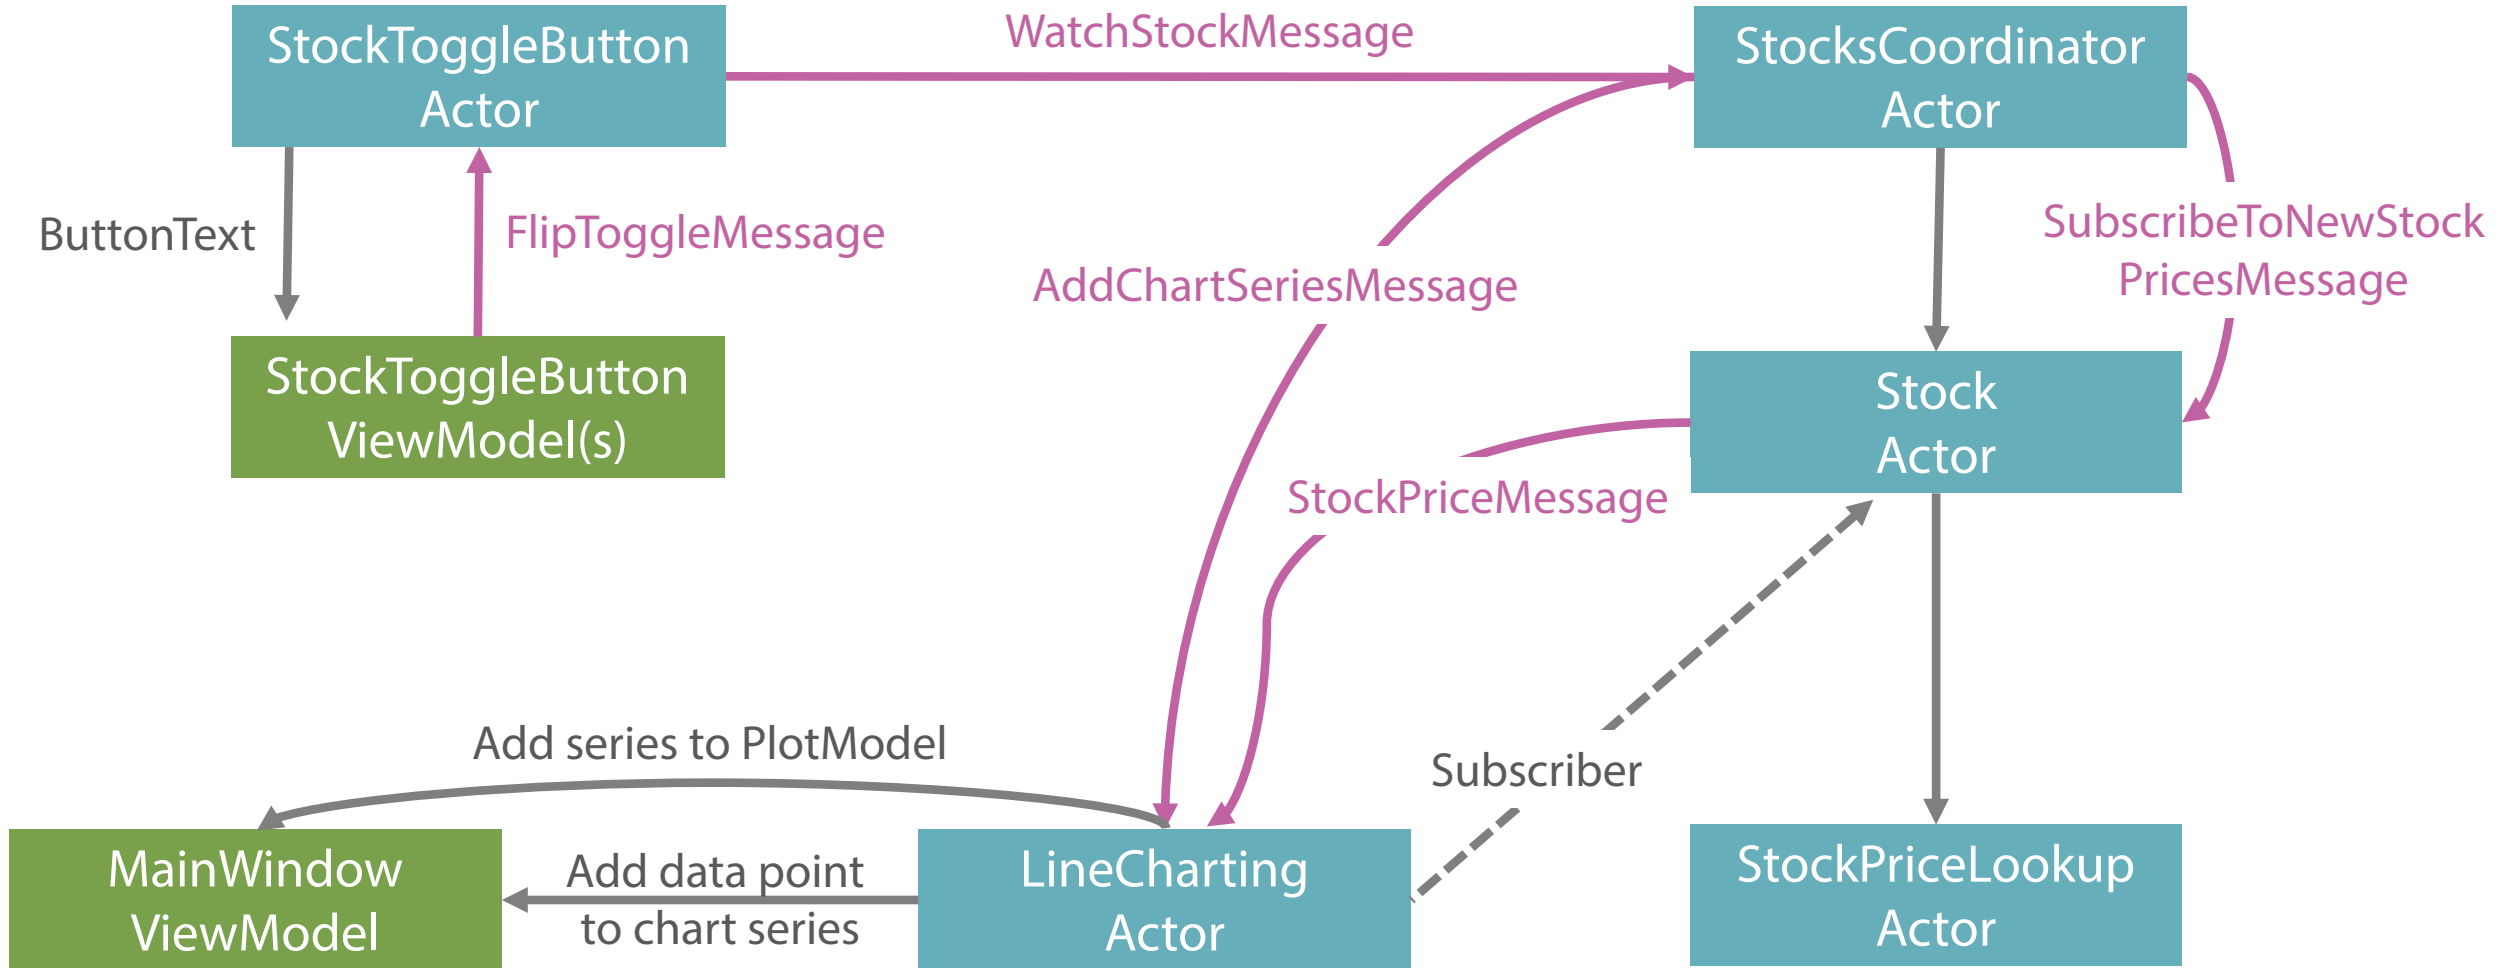 StockToggleButton
Actor
WatchStockMessage
StocksCoordinator
Actor
ButtonText
FlipToggleMessage
AddChartSeriesMessage
SubscribeToNewStock
PricesMessage
StockToggleButton
ViewModel(s)
Stock
Actor
StockPriceMessage
Add series to PlotModel
Subscriber
MainWindow
ViewModel
Add data point
to chart series
LineCharting
Actor
StockPriceLookup
Actor